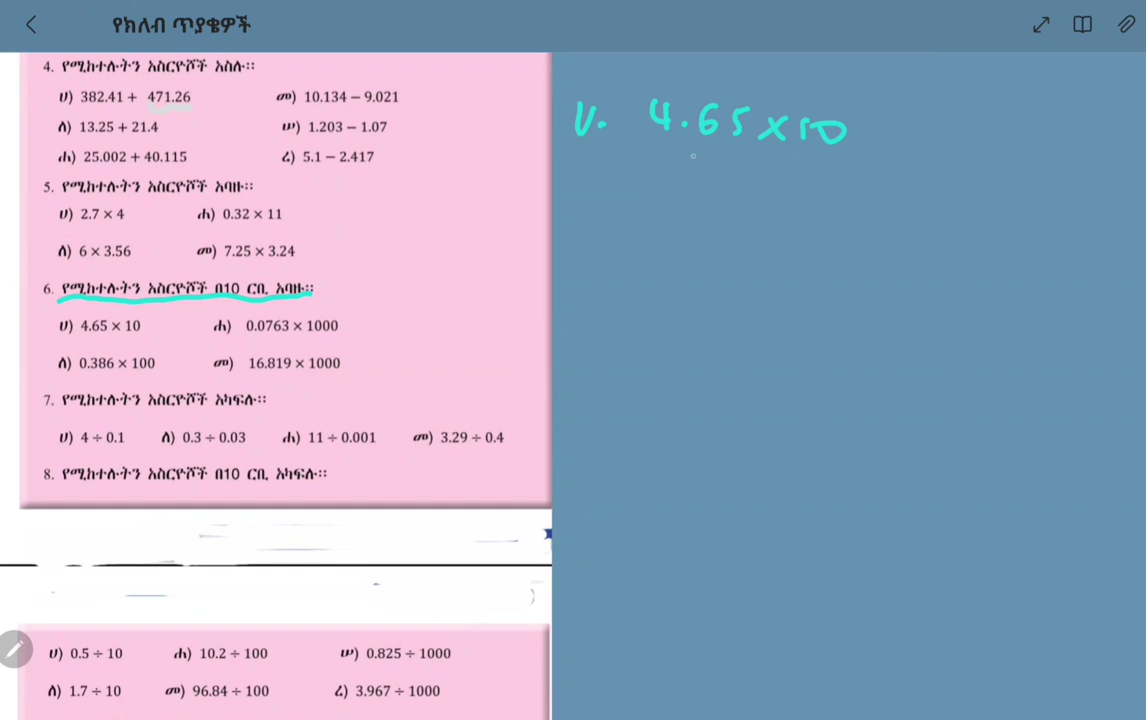 የክለብ ጥያቄዎች
4. የሚከተሉትን አስርዮሾች አስሉ፡፡
ሀ) 382.41 + 471.26 መ) 10.134 − 9.021
ለ) 13.25 + 21.4 ሠ) 1.203 − 1.07
ሐ) 25.002 + 40.115 ረ) 5.1 − 2.417
5. የሚከተሉትን አስርዮሾች አባዙ፡፡
ሀ) 2.7 × 4 ሐ) 0.32 × 11
ለ) 6 × 3.56 መ) 7.25 × 3.24
6. የሚከተሉትን አስርዮሾች በ10 ርቢ አባዙ፡፡
ሀ) 4.65 × 10 ሐ) 0.0763 × 1000
ለ) 0.386 × 100 መ) 16.819 × 1000
7. የሚከተሉትን አስርዮሾች አካፍሉ፡፡
ሀ) 4 ÷ 0.1 ለ) 0.3 ÷ 0.03 ሐ) 11 ÷ 0.001 መ) 3.29 ÷ 0.4
8. የሚከተሉትን አስርዮሾች በ10 ርቢ አካፍሉ፡፡
ሀ) 0.5 ÷ 10 ሐ) 10.2 ÷ 100 ሠ) 0.825 ÷ 1000
ለ) 1.7 ÷ 10 መ) 96.84 ÷ 100 ረ) 3.967 ÷ 1000
ሀ. 4.65 × 10